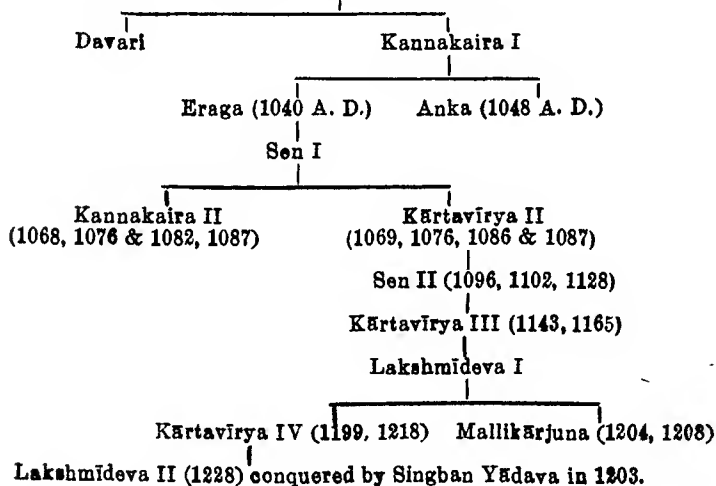 Davari Kannakaira I
Eraga (1040 A. D.) Anka (1048 A. D.)
Sen I
Kannakaira II Kārtavīrya II
(1068, 1076 & 1082, 1087) (1069, 1076, 1086 & 1087)
Sen II (1096, 1102, 1128)
Kārtavīrya III (1143, 1165)
Lakshmīdeva I
Kārtavīrya IV (1199, 1218) Mallikārjuna (1204, 1208)
Lakshmīdeva II (1228) conquered by Singban Yādava in 1203.